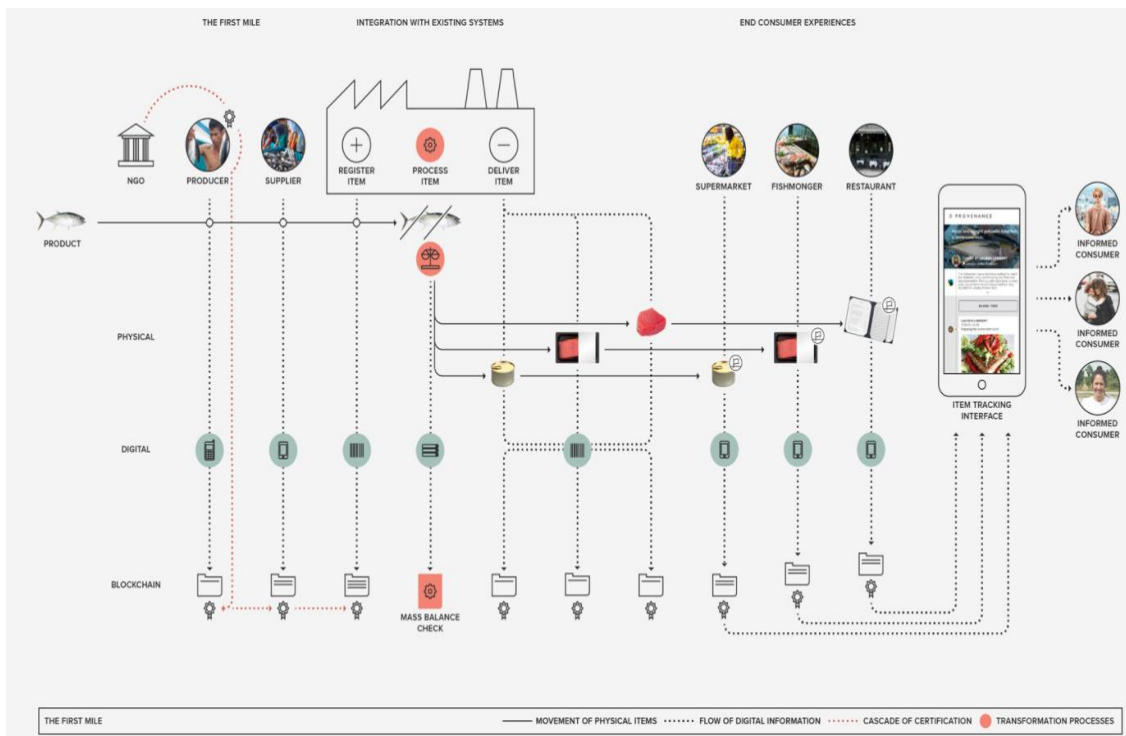 THE FIRST MILE
INTEGRATION WITH EXISTING SYSTEMS
END CONSUMER EXPERIENCES
NGO
PRODUCER
SUPPLIER
REGISTER
ITEM
PROCESS
ITEM
DELIVER
ITEM
SUPERMARKET
FISHMONGER
RESTAURANT
PROVENANCE
PRODUCT
INFORMED
CONSUMER
INFORMED
CONSUMER
INFORMED
CONSUMER
PHYSICAL
ITEM TRACKING
INTERFACE
DIGITAL
BLOCKCHAIN
MASS BALANCE
CHECK
THE FIRST MILE
MOVEMENT OF PHYSICAL ITEMS
FLOW OF DIGITAL INFORMATION
CASCADE OF CERTIFICATION
TRANSFORMATION PROCESSES